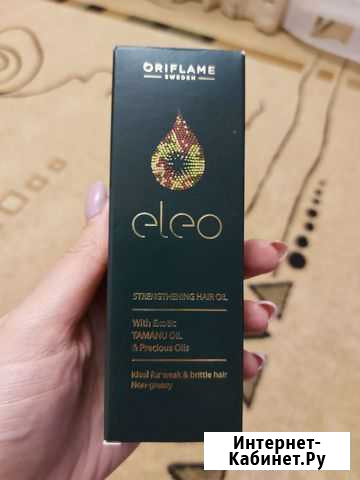 ORIFLAME
SWEDEN
eleo
STRENGTHENING HAIR OIL
With Exotic
TAMANU OIL
& Precious Oils
Ideal for weak & brittle hair
Non-greasy
Интернет-
Кабинет.Ру